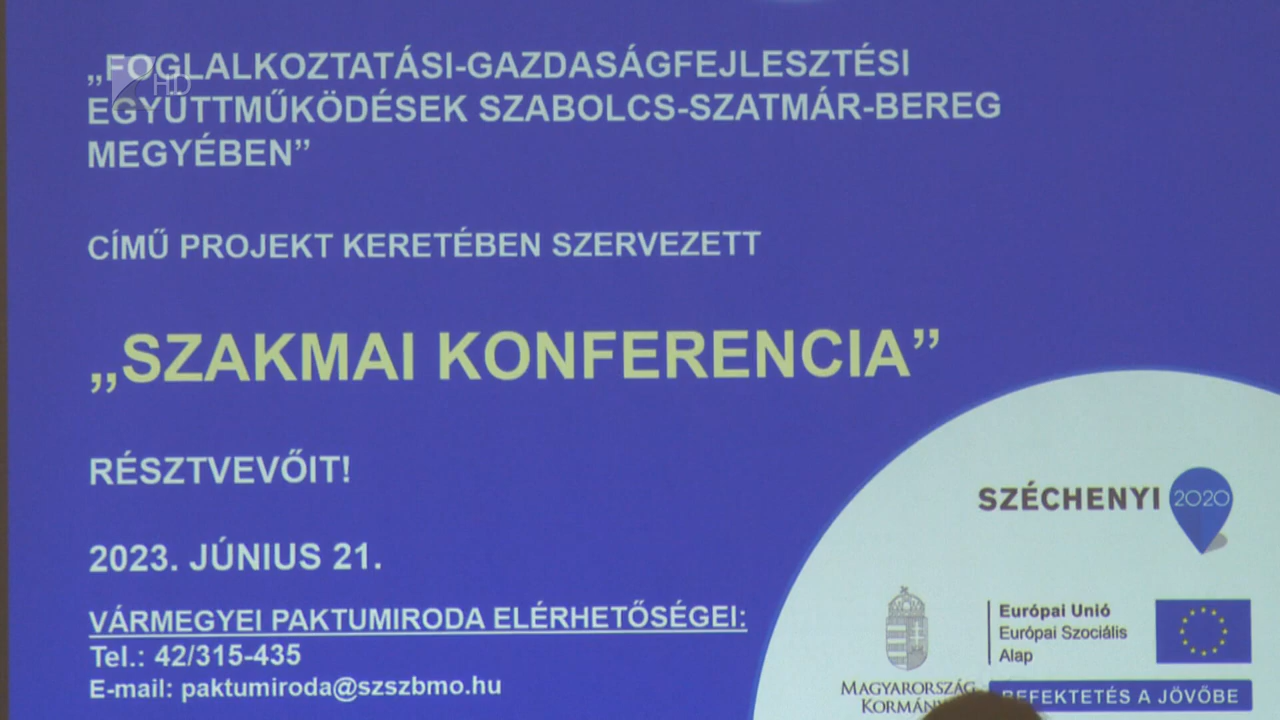 HD
„FOGLALKOZTATÁSI-GAZDASÁGFEJLESZTÉSI
EGYÜTTMŰKÖDÉSEK SZABOLCS-SZATMÁR-BEREG
MEGYÉBEN”
CÍMŰ PROJEKT KERETÉBEN SZERVEZETT
„SZAKMAI KONFERENCIA”
RÉSZTVEVŐIT!
2023. JÚNIUS 21.
VÁRMEGYEI PAKTUMIRODA ELÉRHETŐSÉGEI:
Tel.: 42/315-435
E-mail: paktumiroda@szszbmo.hu
SZÉCHENYI 2020
Európai Unió
Európai Szociális
Alap
MAGYARORSZÁG
BEFEKTETÉS A JÖVŐBE